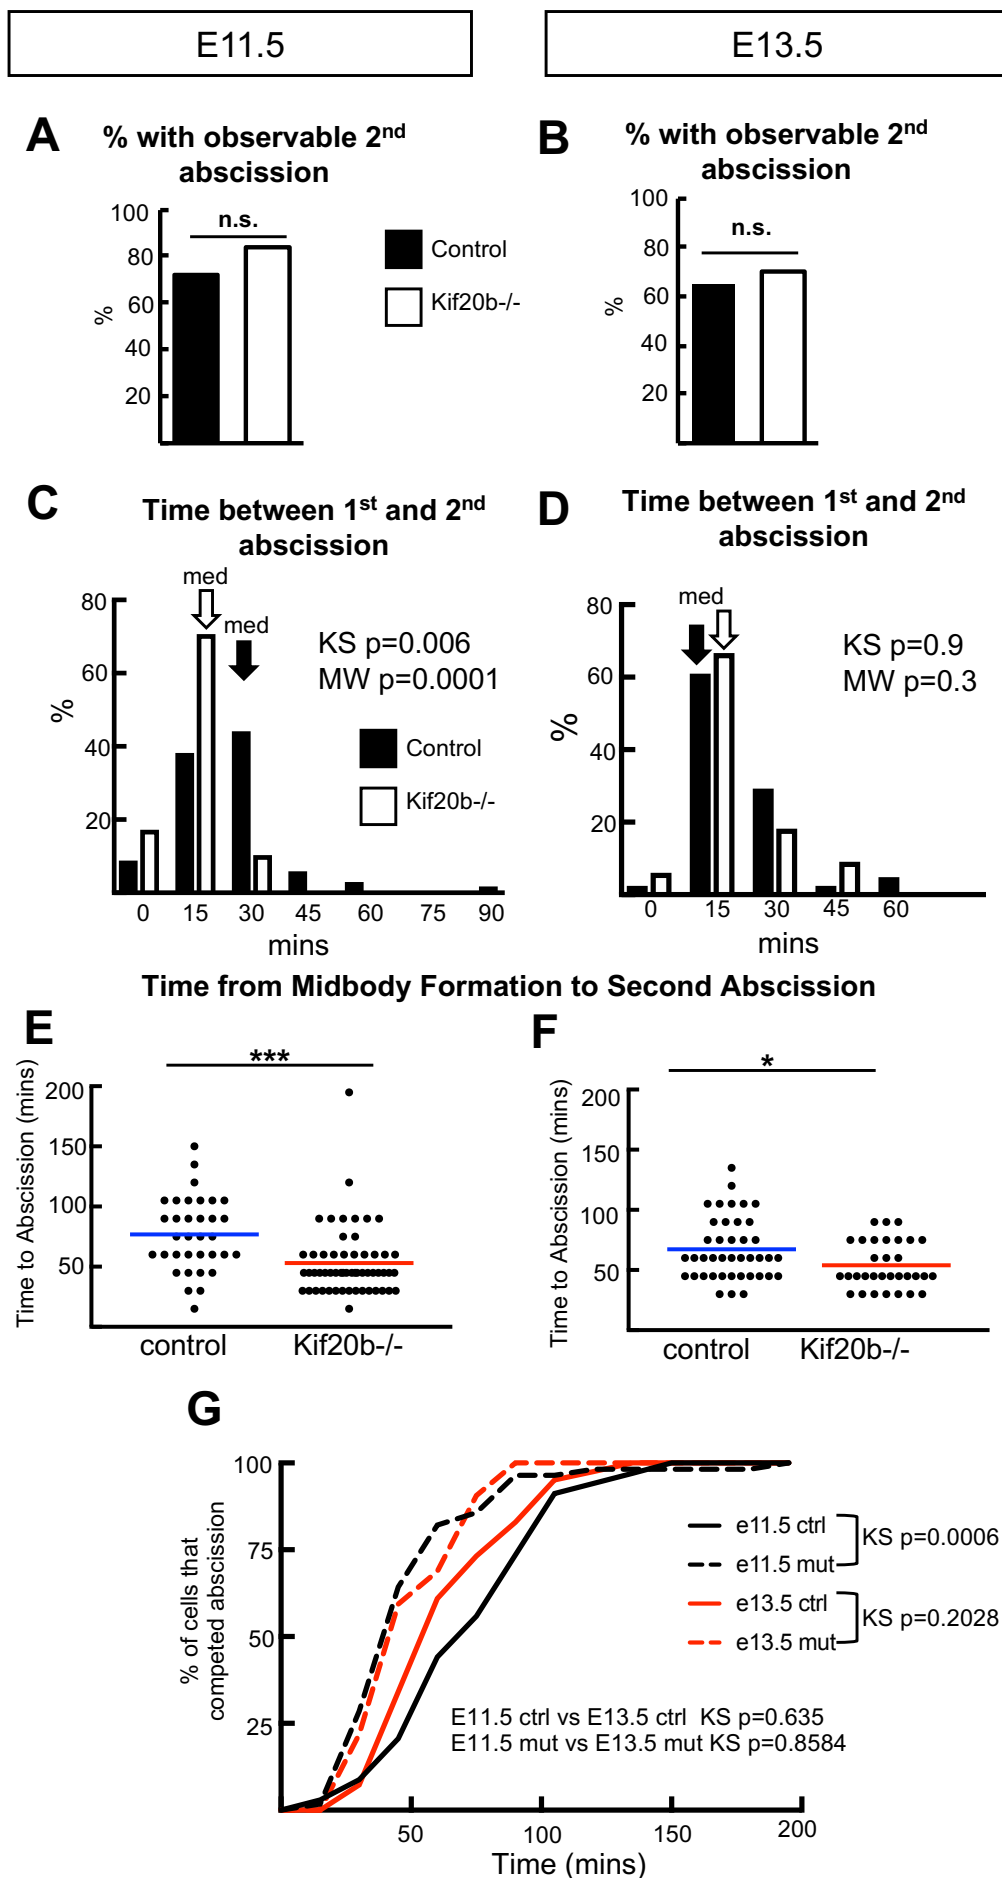 E11.5 E13.5
A % with observable 2nd abscission
B % with observable 2nd abscission
100
80
60
40
20
%
n.s.
Control
Kif20b-/-
100
80
60
40
20
%
n.s.
C Time between 1st and 2nd abscission
D Time between 1st and 2nd abscission
80
60
40
20
%
med
med
KS p=0.006
MW p=0.0001
Control
Kif20b-/-
0 15 30 45 60 75 90
mins
80
60
40
20
%
med
KS p=0.9
MW p=0.3
0 15 30 45 60
mins
Time from Midbody Formation to Second Abscission
E
Time to Abscission (mins)
200
150
100
50
***
control Kif20b-/-
F
Time to Abscission (mins)
200
150
100
50
*
control Kif20b-/-
G
% of cells that
competed abscission
100
75
50
25
e11.5 ctrl
e11.5 mut
KS p=0.0006
e13.5 ctrl
e13.5 mut
KS p=0.2028
E11.5 ctrl vs E13.5 ctrl KS p=0.635
E11.5 mut vs E13.5 mut KS p=0.8584
50 100 150 200
Time (mins)